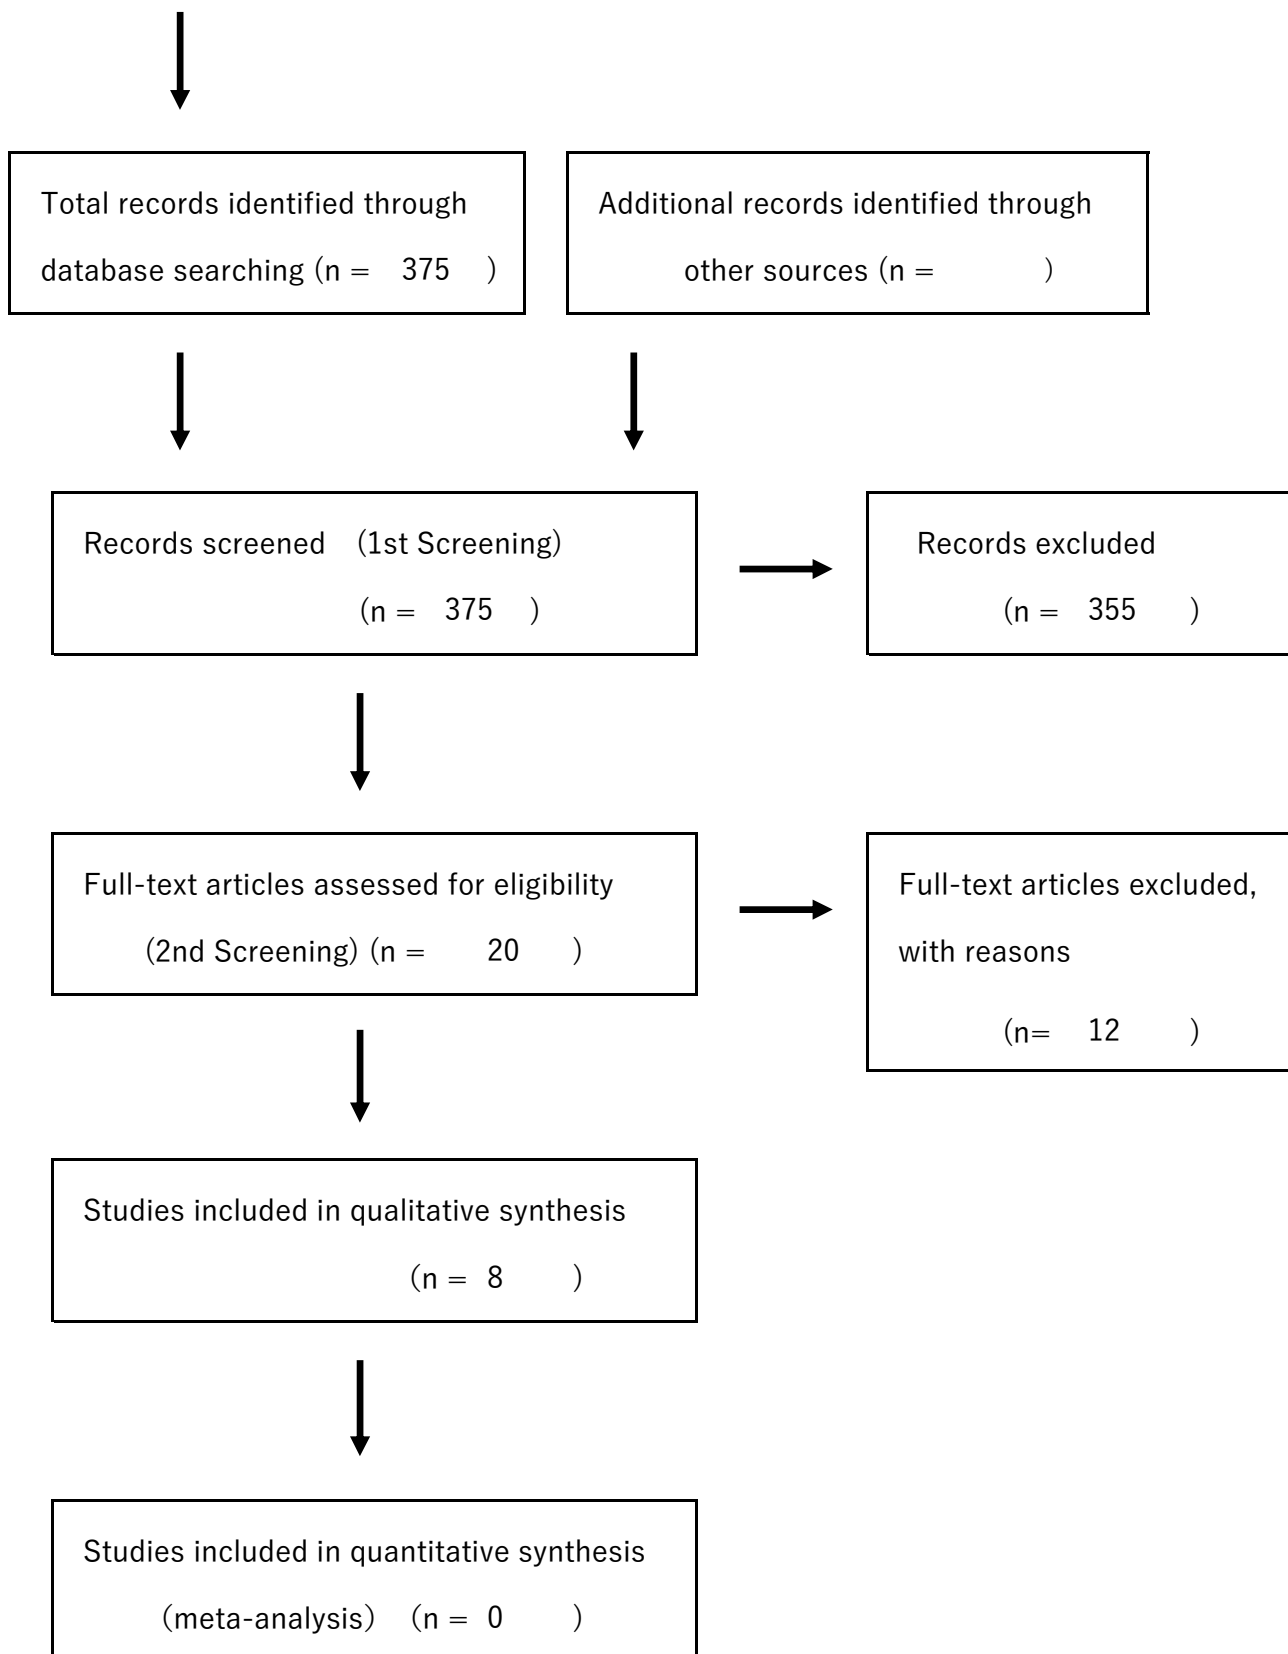 Total records identified through
database searching (n = 375 )
Additional records identified through
other sources (n = )
Records screened (1st Screening)
(n = 375 )
Records excluded
(n = 355 )
Full-text articles assessed for eligibility
(2nd Screening) (n = 20 )
Full-text articles excluded,
with reasons
(n= 12 )
Studies included in qualitative synthesis
(n = 8 )
Studies included in quantitative synthesis
(meta-analysis) (n = 0 )